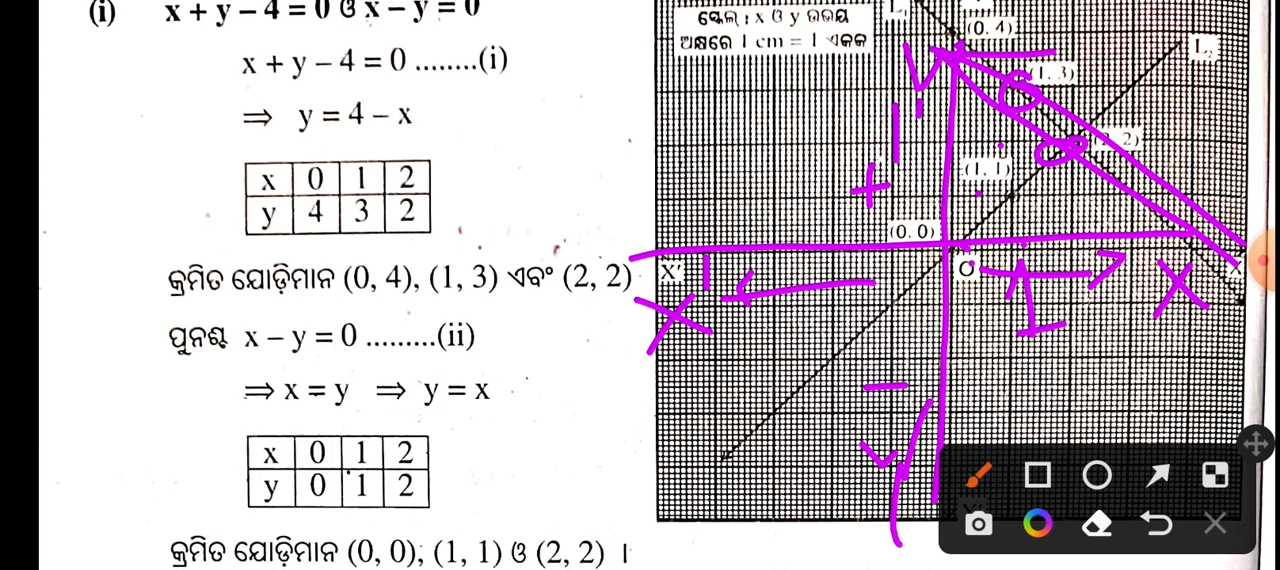 (i) x + y – 4 = 0 ଓ x – y = 0
x + y – 4 = 0 ........(i)
⇒ y = 4 – x
x 0 1 2
y 4 3 2
କ୍ରମିତ ଯୋଡ଼ିମାନ (0, 4), (1, 3) ଏବଂ (2, 2)
ପୁନଶ୍ଚ x – y = 0 .........(ii)
⇒ x = y ⇒ y = x
x 0 1 2
y 0 1 2
କ୍ରମିତ ଯୋଡ଼ିମାନ (0, 0), (1, 1) ଓ (2, 2) ।
ସ୍କେଲ : x ଓ y ଉଭୟ
ଅକ୍ଷରେ 1 cm = 1 ଏକକ
L₁
(0, 4)
L₂
(1, 3)
2)
(1, 1)
(0, 0)
X′
O
X
X
1